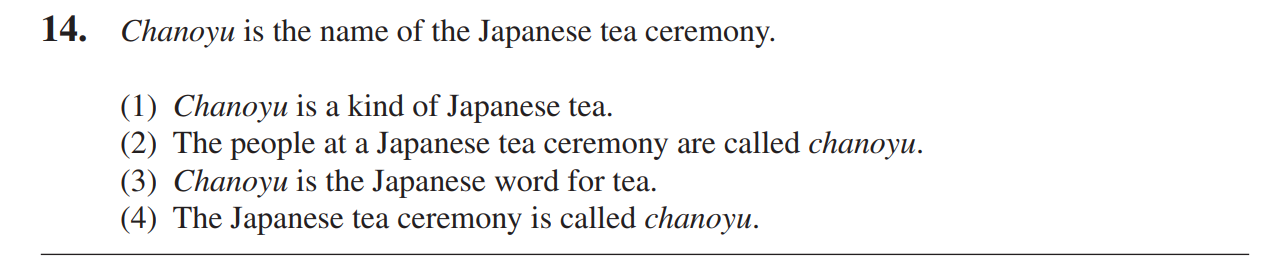 14. Chanoyu is the name of the Japanese tea ceremony.
(1) Chanoyu is a kind of Japanese tea.
(2) The people at a Japanese tea ceremony are called chanoyu.
(3) Chanoyu is the Japanese word for tea.
(4) The Japanese tea ceremony is called chanoyu.